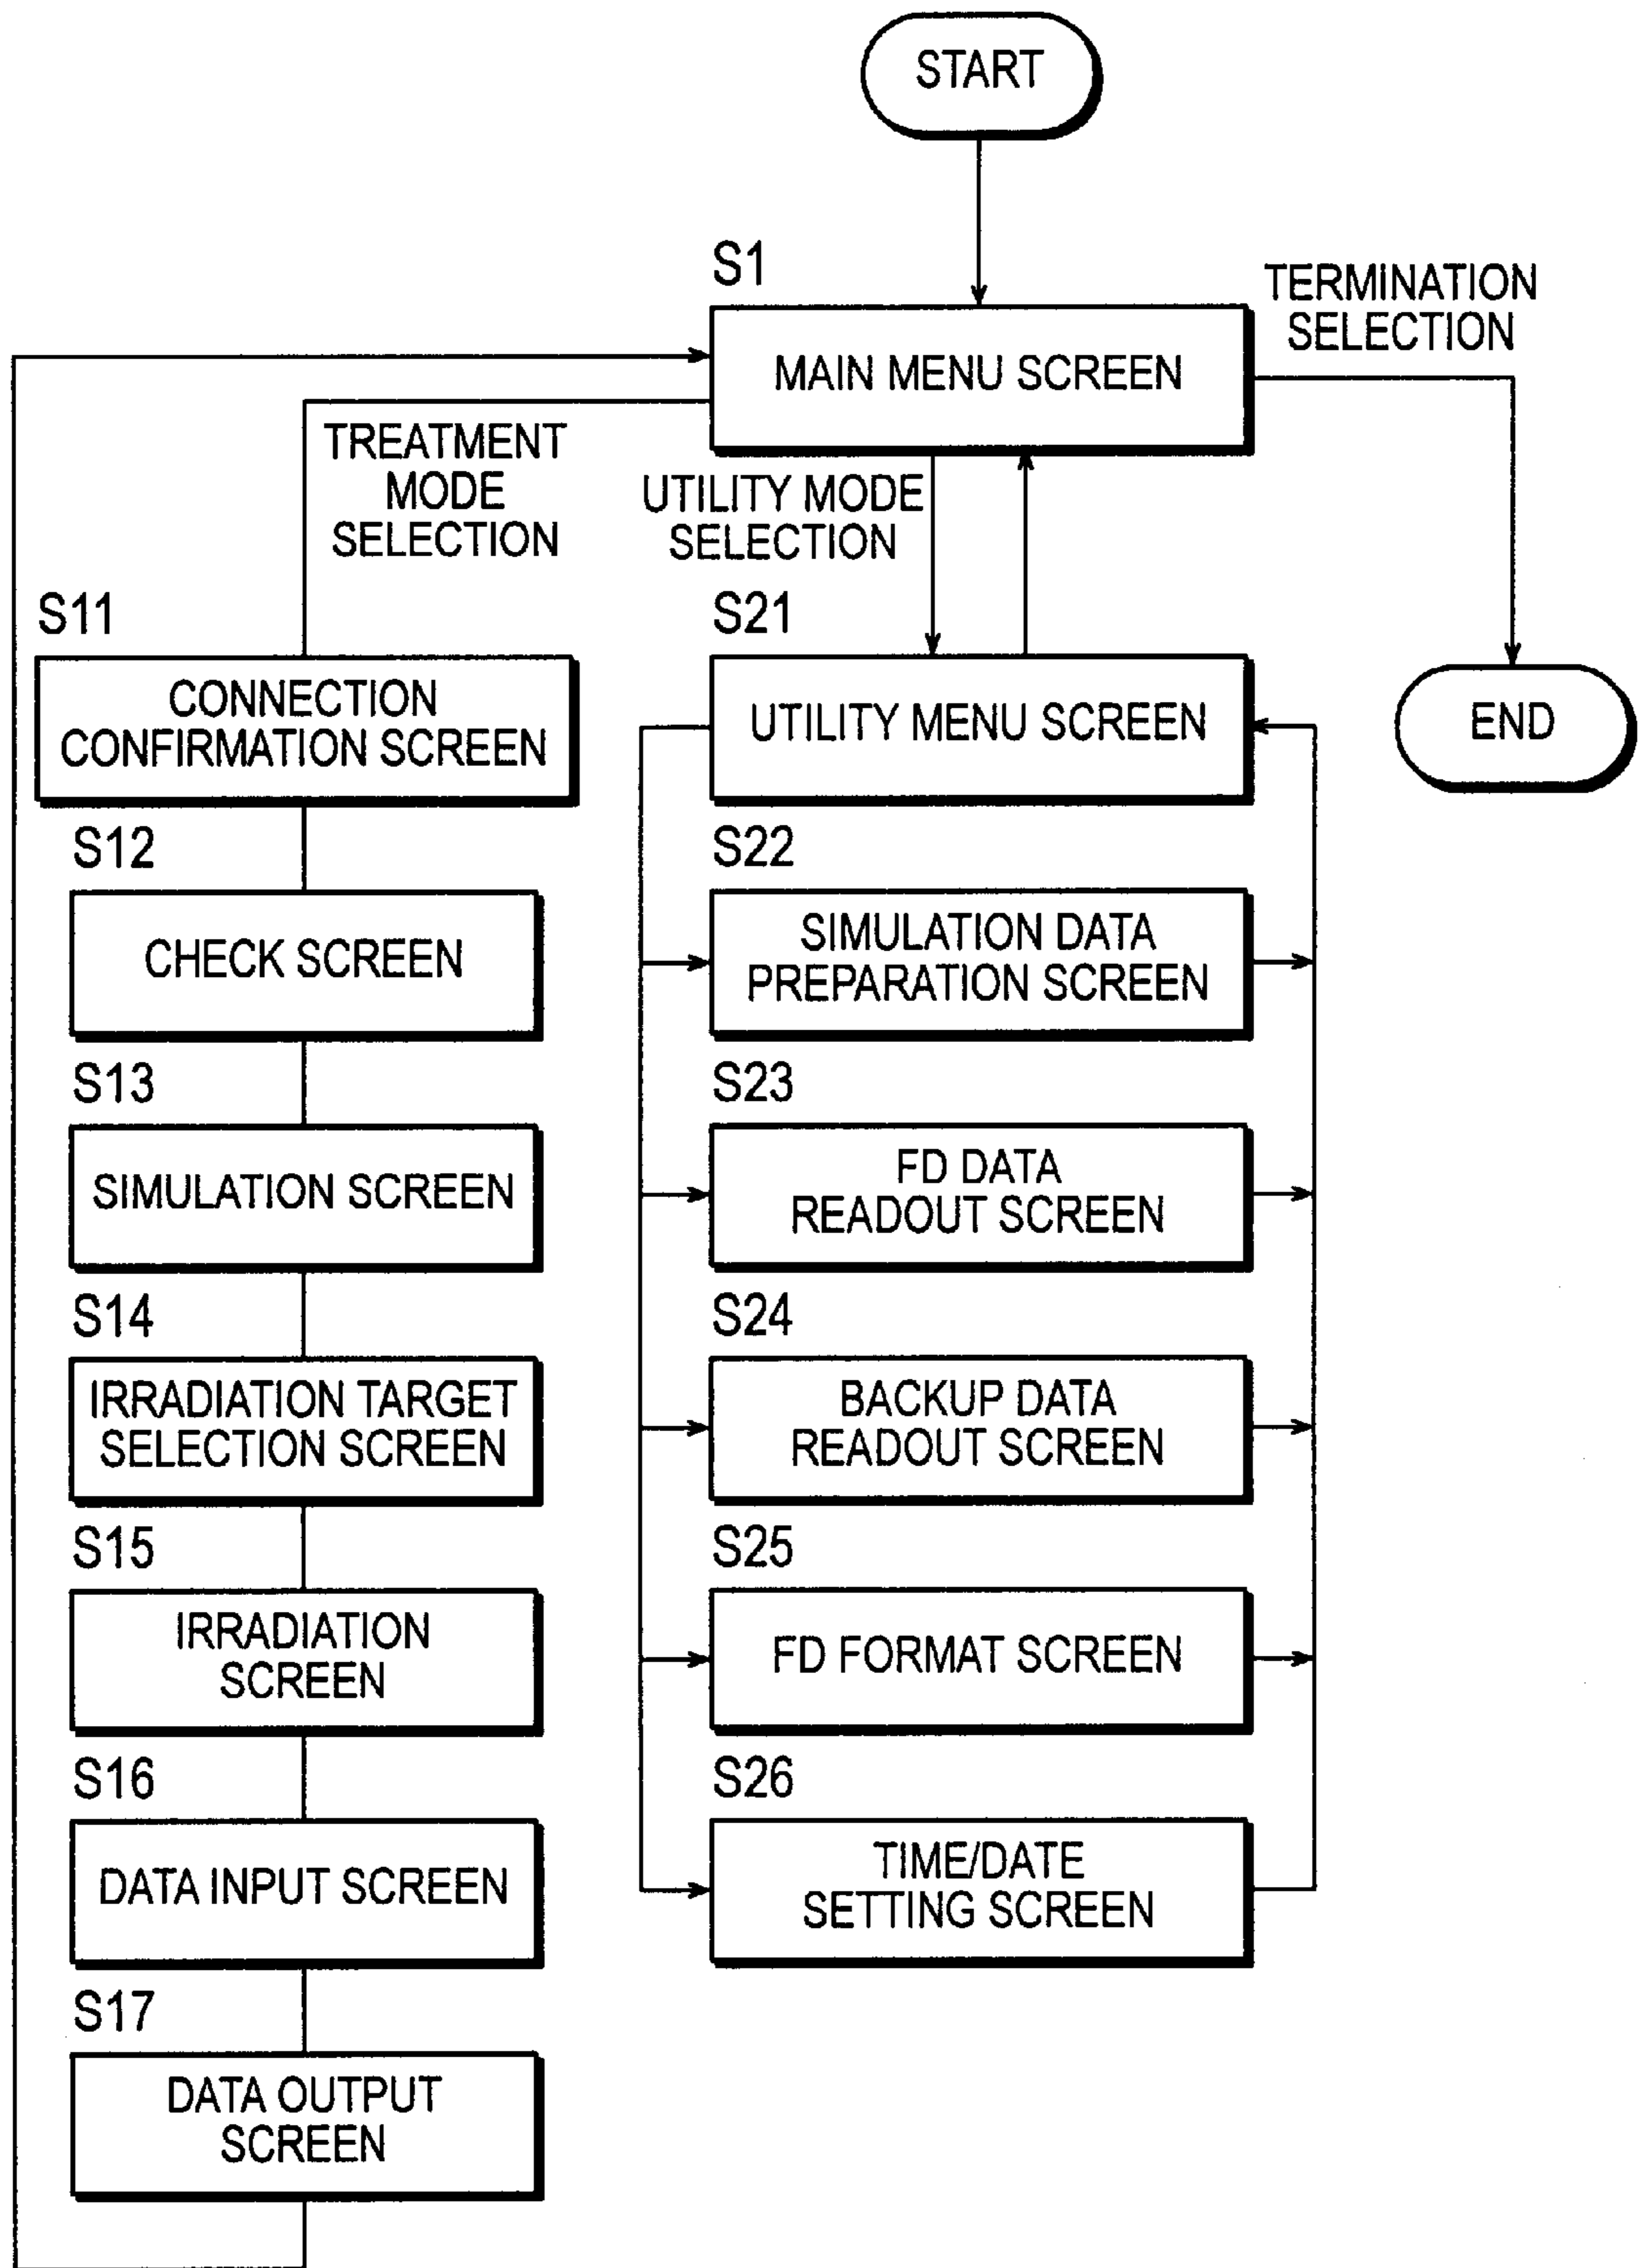 START
S1
MAIN MENU SCREEN
TERMINATION
SELECTION
TREATMENT
MODE
SELECTION
UTILITY MODE
SELECTION
S11
CONNECTION
CONFIRMATION SCREEN
S12
CHECK SCREEN
S13
SIMULATION SCREEN
S14
IRRADIATION TARGET
SELECTION SCREEN
S15
IRRADIATION
SCREEN
S16
DATA INPUT SCREEN
S17
DATA OUTPUT
SCREEN
S21
UTILITY MENU SCREEN
S22
SIMULATION DATA
PREPARATION SCREEN
S23
FD DATA
READOUT SCREEN
S24
BACKUP DATA
READOUT SCREEN
S25
FD FORMAT SCREEN
S26
TIME/DATE
SETTING SCREEN
END